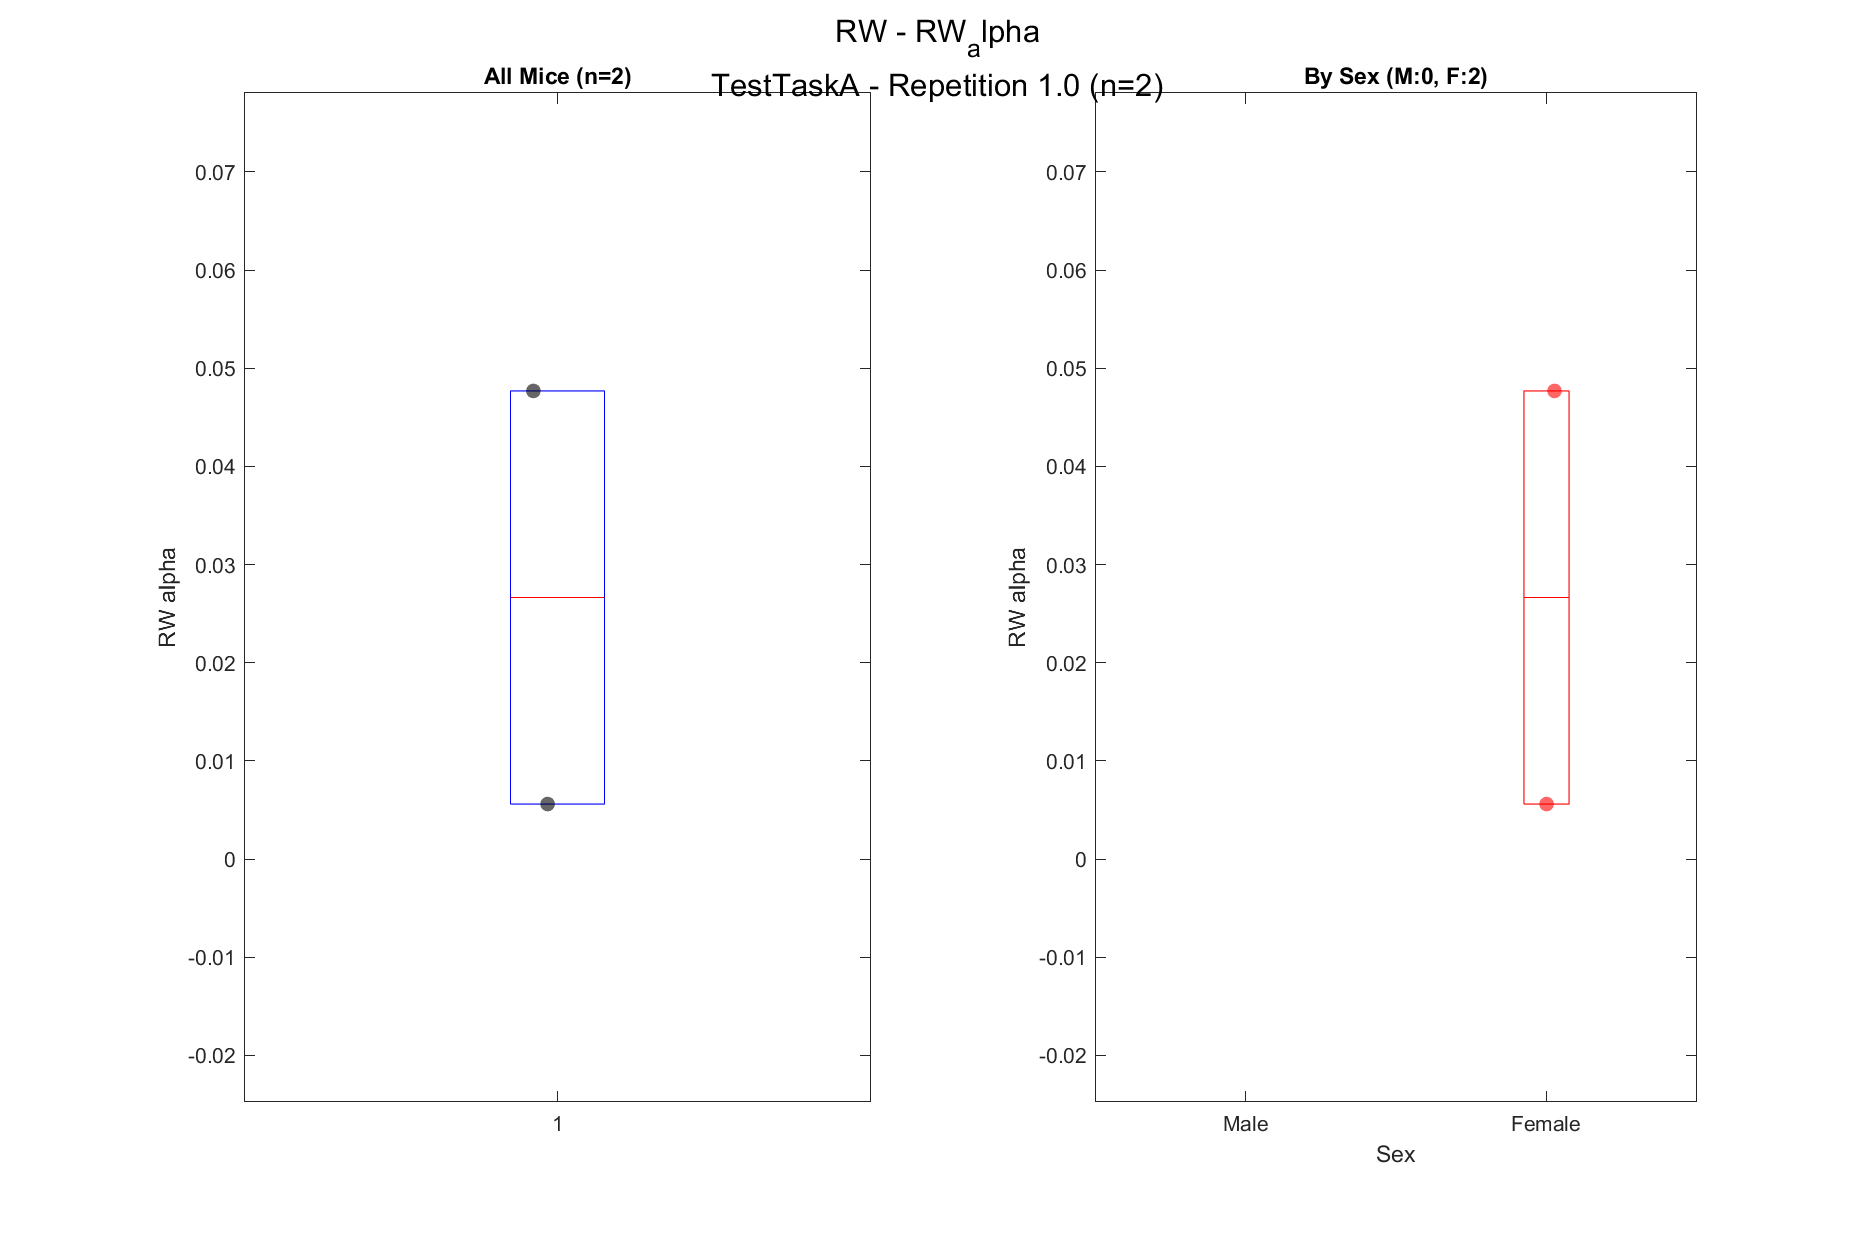 RW - RW_alpha
TestTaskA - Repetition 1.0 (n=2)
All Mice (n=2)
0.07
0.06
0.05
0.04
0.03
0.02
0.01
0
-0.01
-0.02
RW alpha
1
By Sex (M:0, F:2)
0.07
0.06
0.05
0.04
0.03
0.02
0.01
0
-0.01
-0.02
RW alpha
Male Female
Sex